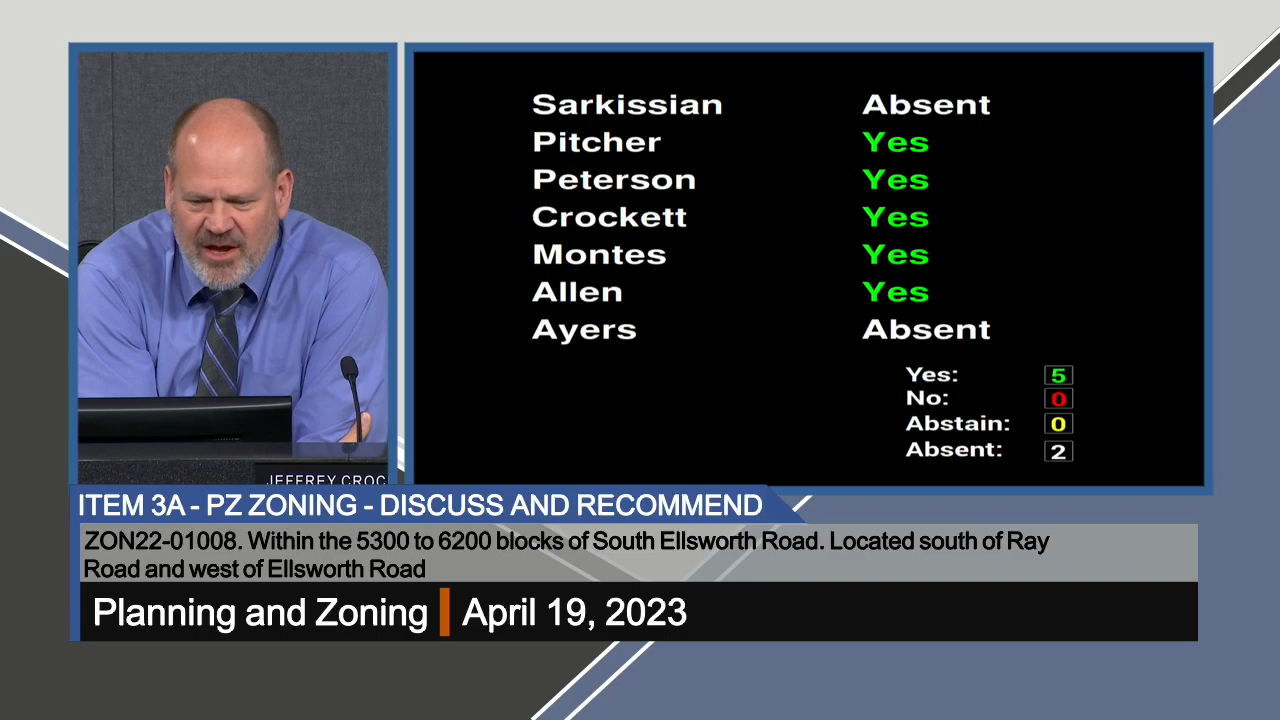 Sarkissian Absent
Pitcher Yes
Peterson Yes
Crockett Yes
Montes Yes
Allen Yes
Ayers Absent
Yes: 5
No: 0
Abstain: 0
Absent: 2
JEFFREY CROC
ITEM 3A - PZ ZONING - DISCUSS AND RECOMMEND
ZON22-01008. Within the 5300 to 6200 blocks of South Ellsworth Road. Located south of Ray
Road and west of Ellsworth Road
Planning and Zoning April 19, 2023